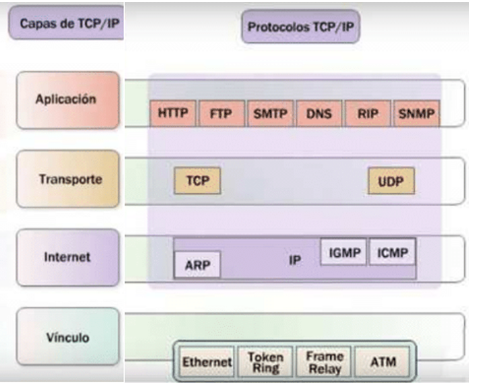 Capas de TCP/IP
Protocolos TCP/IP
Aplicación
HTTP FTP SMTP DNS RIP SNMP
Transporte
TCP UDP
Internet
ARP IP IGMP ICMP
Vínculo
Ethernet Token Ring Frame Relay ATM